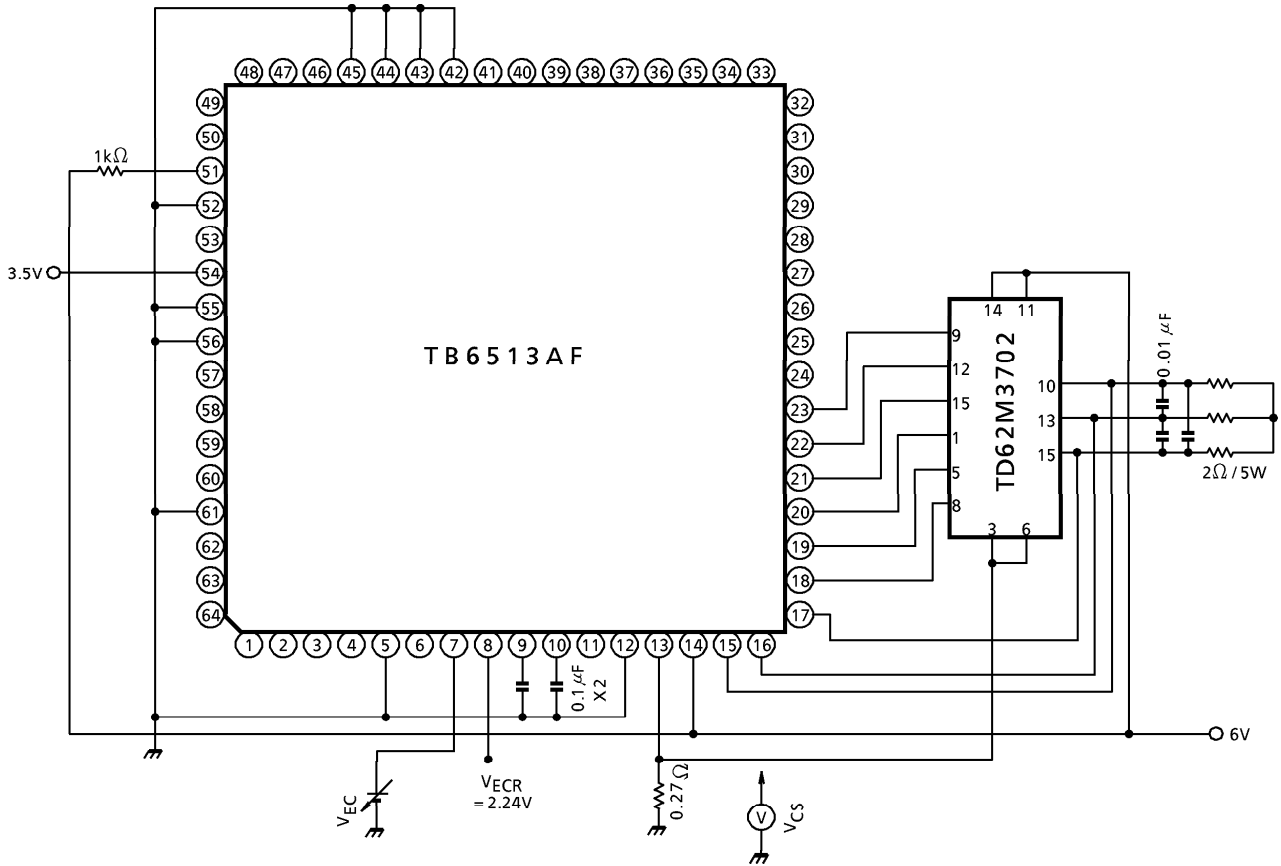 48 47 46 45 44 43 42 41 40 39 38 37 36 35 34 33
49
50
51
52
53
54
55
56
57
58
59
60
61
62
63
64
1kΩ
3.5V
TB6513AF
32
31
30
29
28
27
26
25
24
23
22
21
20
19
18
17
1 2 3 4 5 6 7 8 9 10 11 12 13 14 15 16
14 11
9
12
15
1
5
8
TD62M3702
10
13
15
3 6
0.01 μF
2Ω/5W
0.1 μF
X2
6V
VEC
VECR
=2.24V
0.27Ω
V
VCS